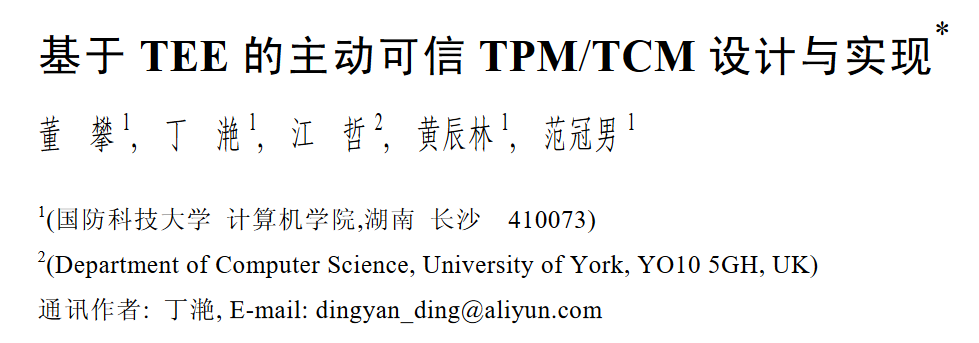 基于 TEE 的主动可信 TPM/TCM 设计与实现*
董 攀1, 丁 滟1, 江 哲2, 黄辰林1, 范冠男1
1(国防科技大学 计算机学院,湖南 长沙 410073)
2(Department of Computer Science, University of York, YO10 5GH, UK)
通讯作者: 丁滟, E-mail: dingyan_ding@aliyun.com